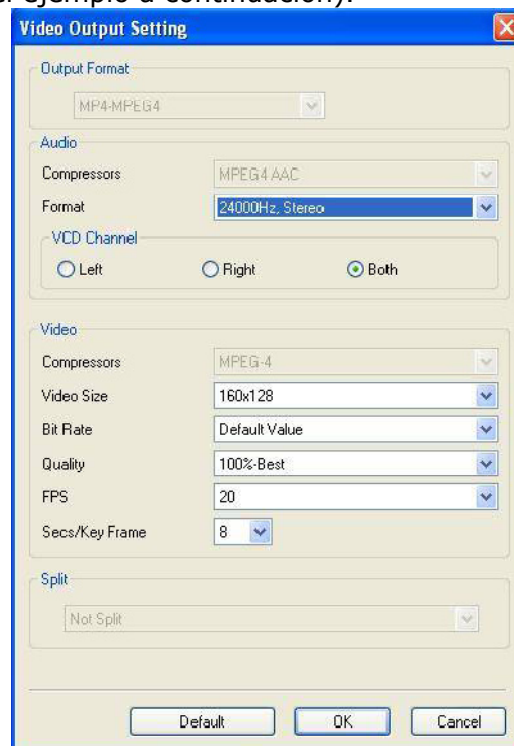 ejemplo a continuación):
Video Output Setting
Output Format
MP4-MPEG4
Audio
Compressors MPEG4 AAC
Format 24000Hz, Stereo
VCD Channel
Left Right Both
Video
Compressors MPEG-4
Video Size 160x128
Bit Rate Default Value
Quality 100%-Best
FPS 20
Secs/Key Frame 8
Split
Not Split
Default OK Cancel